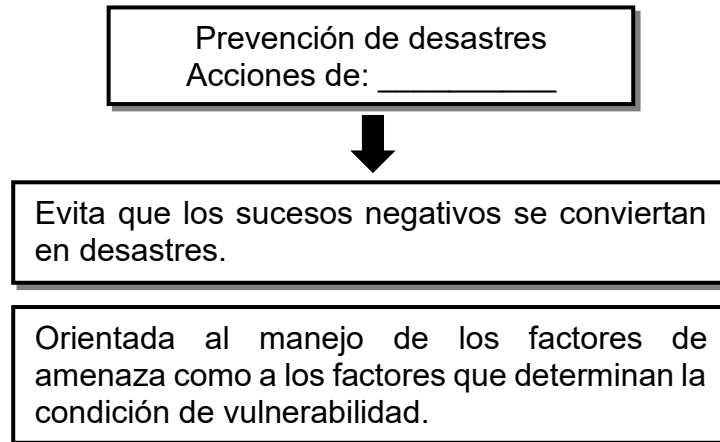 Prevención de desastres
Acciones de: ___________
Evita que los sucesos negativos se conviertan
en desastres.
Orientada al manejo de los factores de
amenaza como a los factores que determinan la
condición de vulnerabilidad.